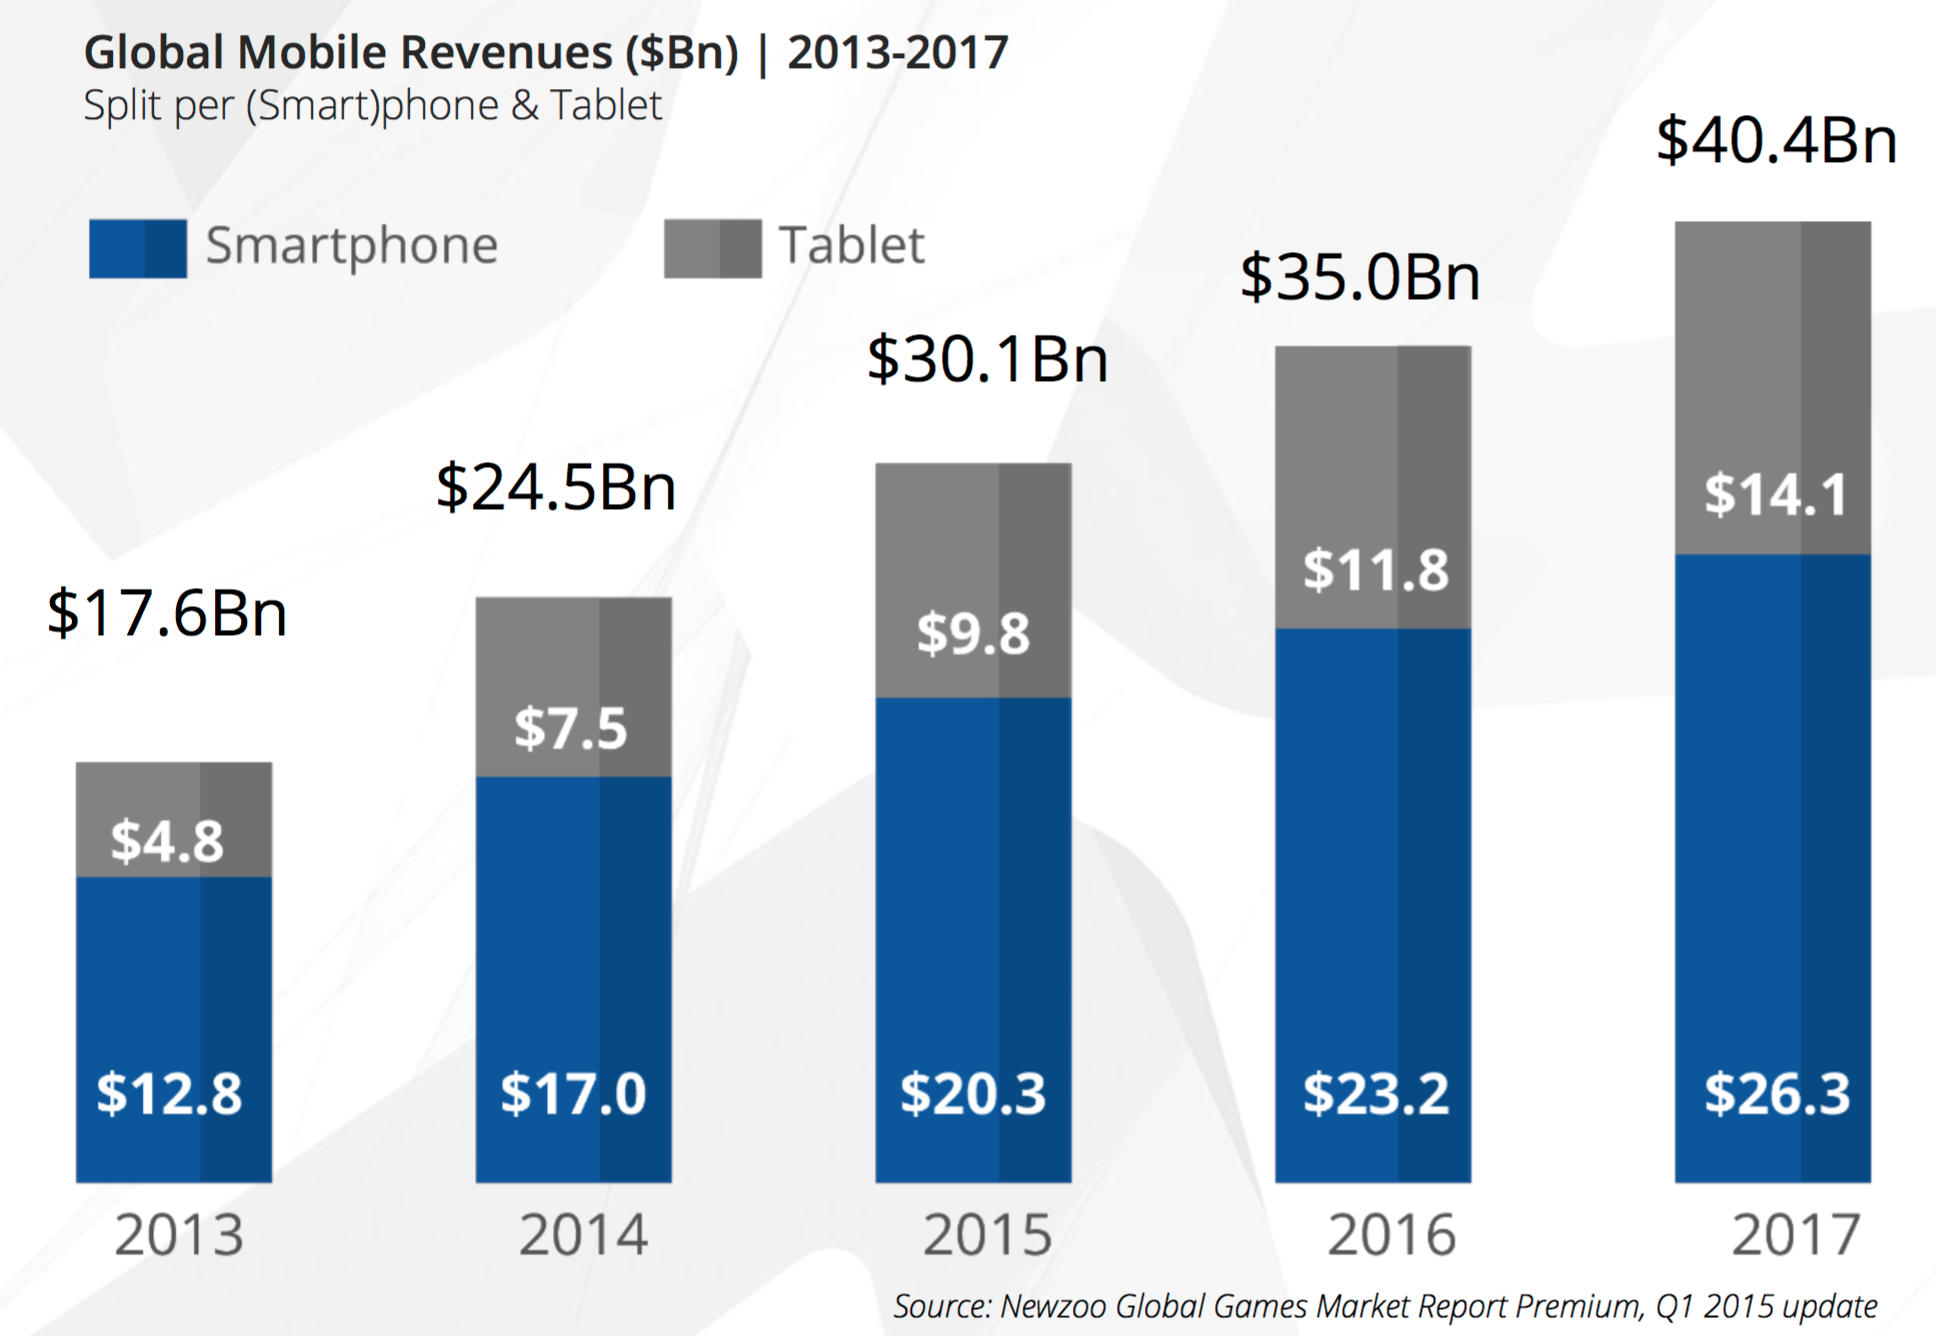 Global Mobile Revenues ($Bn) | 2013-2017
Split per (Smart)phone & Tablet
Smartphone
Tablet
$17.6Bn
$24.5Bn
$30.1Bn
$35.0Bn
$40.4Bn
$4.8
$7.5
$9.8
$11.8
$14.1
$12.8
$17.0
$20.3
$23.2
$26.3
2013
2014
2015
2016
2017
Source: Newzoo Global Games Market Report Premium, Q1 2015 update